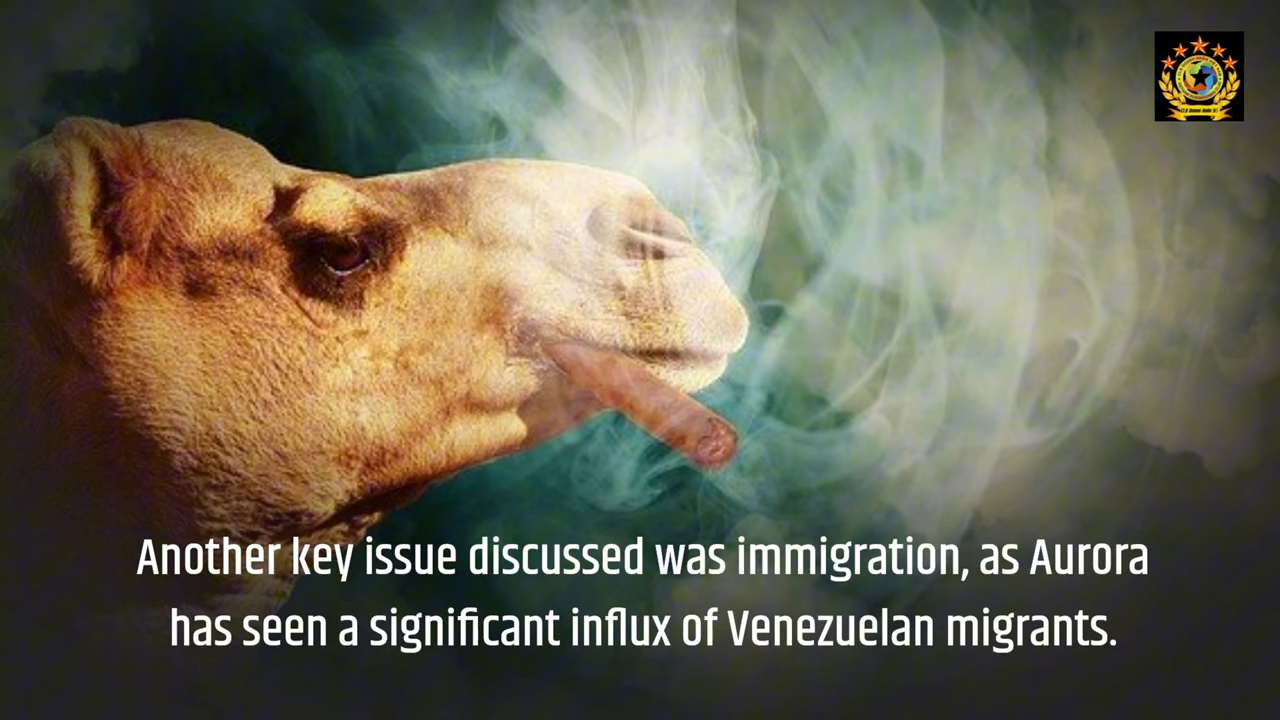 Another key issue discussed was immigration, as Aurora
has seen a significant influx of Venezuelan migrants.